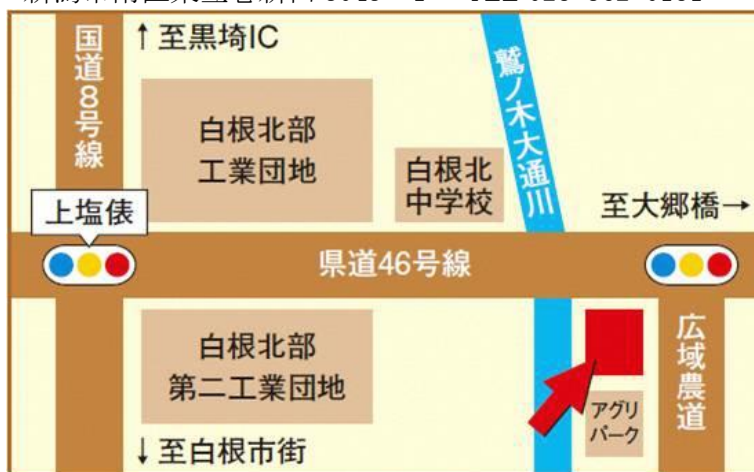 国道8号線
↑至黒埼IC
白根北部
工業団地
白根北
中学校
鷲ノ木大通川
至大郷橋→
上塩俵
県道46号線
白根北部
第二工業団地
↓至白根市街
アグリ
パーク
広域農道